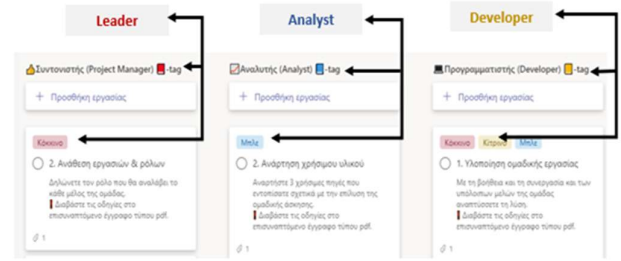 Leader
Analyst
Developer
Συντονιστής (Project Manager) -tag
Αναλυτής (Analyst) -tag
Προγραμματιστής (Developer) -tag
+ Προσθήκη εργασίας
+ Προσθήκη εργασίας
+ Προσθήκη εργασίας
Κόκκινο
2. Ανάθεση εργασιών & ρόλων
Δηλώνετε τον ρόλο που θα αναλάβει το
κάθε μέλος της ομάδας.
Διαβάστε τις οδηγίες στο
επισυναπτόμενο έγγραφο τύπου pdf.
1
Μπλε
2. Ανάρτηση χρήσιμου υλικού
Αναρτήστε 3 χρήσιμες πηγές που
εντοπίσατε σχετικά με την επίλυση της
ομαδικής άσκησης.
Διαβάστε τις οδηγίες στο
επισυναπτόμενο έγγραφο τύπου pdf.
1
Κόκκινο Κίτρινο Μπλε
1. Υλοποίηση ομαδικής εργασίας
Με τη βοήθεια και τη συνεργασία και των
υπόλοιπων μελών της ομάδας
αναπτύσσετε τη λύση.
Διαβάστε τις οδηγίες στο
επισυναπτόμενο έγγραφο τύπου pdf.
1